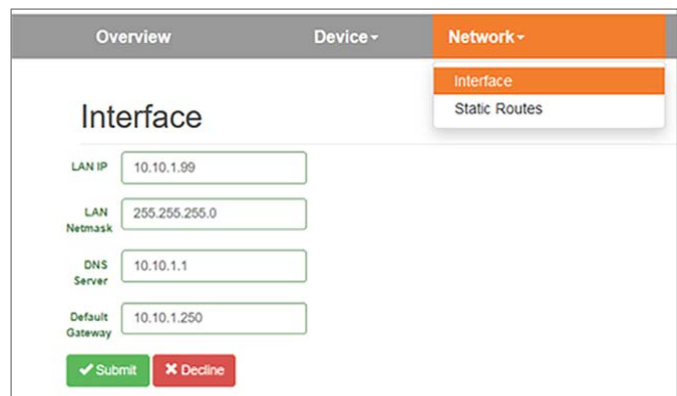 Overview Device Network
Interface
Static Routes
Interface
LAN IP 10.10.1.99
LAN Netmask 255.255.255.0
DNS Server 10.10.1.1
Default Gateway 10.10.1.250
Submit Decline